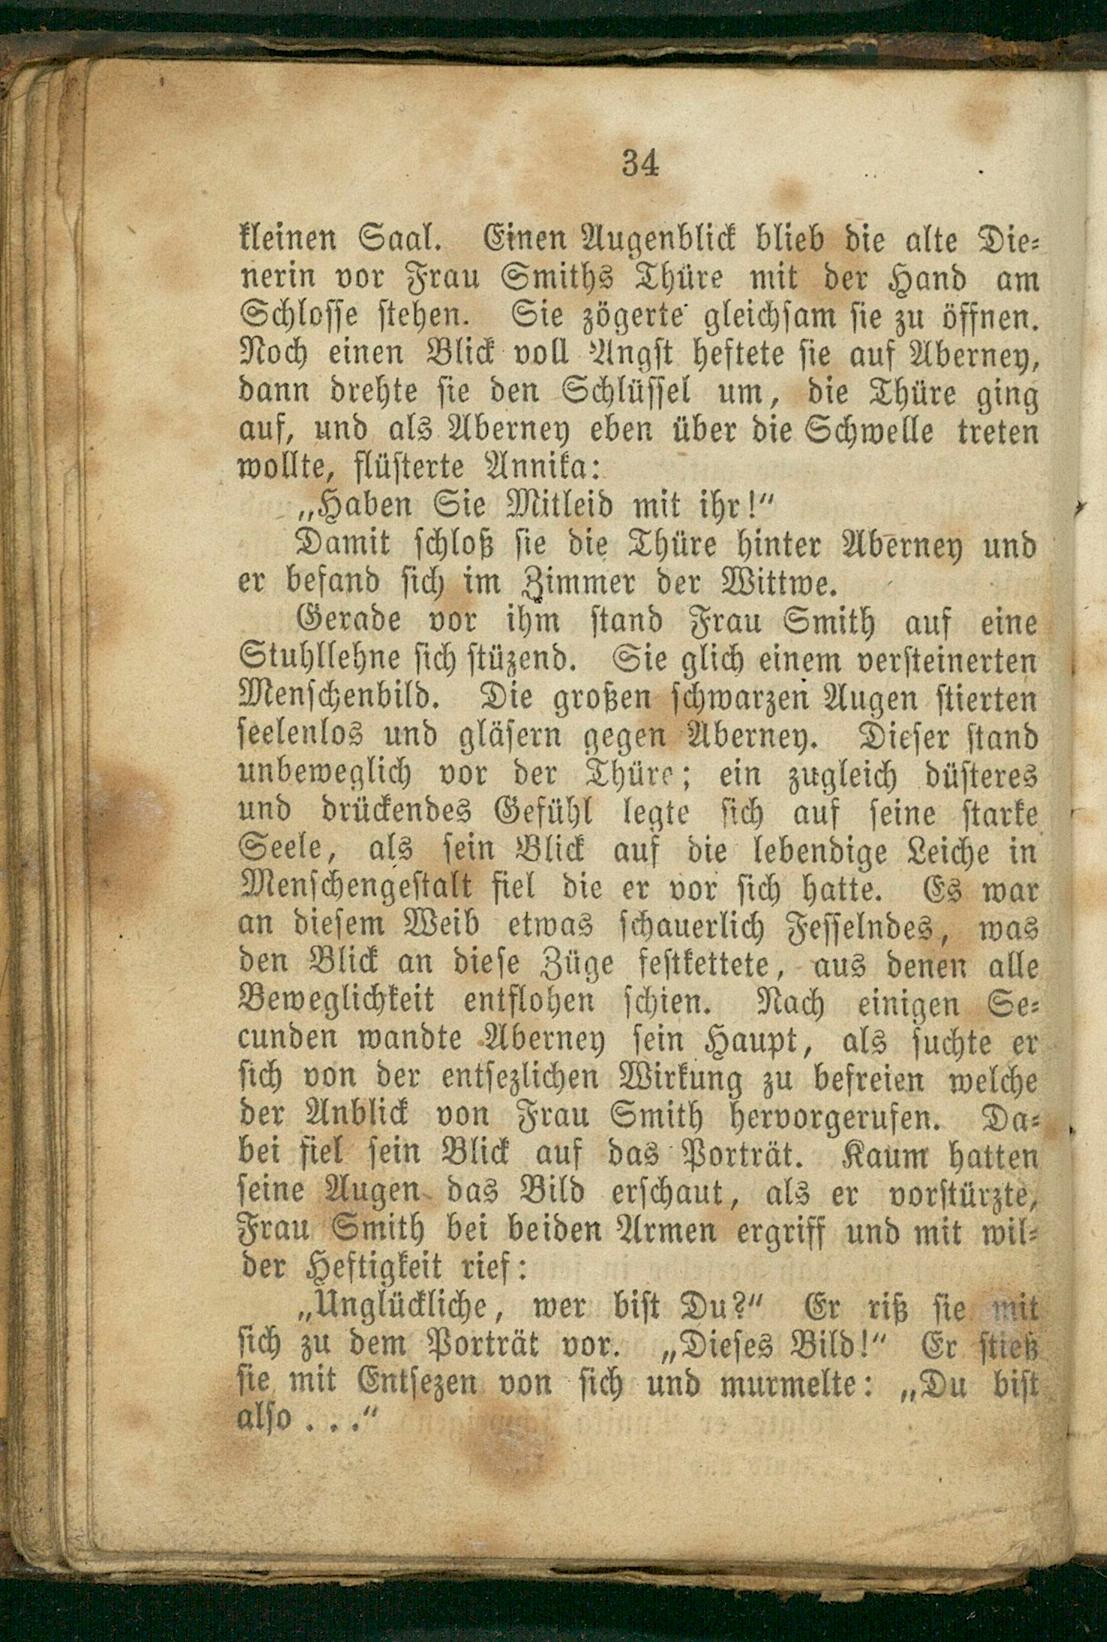 34
kleinen Saal. Einen Augenblick blieb die alte Die-
nerin vor Frau Smiths Thüre mit der Hand am
Schlosse stehen. Sie zögerte gleichsam sie zu öffnen.
Noch einen Blick voll Angst heftete sie auf Aberney,
dann drehte sie den Schlüssel um, die Thüre ging
auf, und als Aberney eben über die Schwelle treten
wollte, flüsterte Annika:
„Haben Sie Mitleid mit ihr!“
Damit schloß sie die Thüre hinter Aberney und
er befand sich im Zimmer der Wittwe.
Gerade vor ihm stand Frau Smith auf eine
Stuhllehne sich stüzend. Sie glich einem versteinerten
Menschenbild. Die großen schwarzen Augen stierten
seelenlos und gläsern gegen Aberney. Dieser stand
unbeweglich vor der Thüre; ein zugleich düsteres
und drückendes Gefühl legte sich auf seine starke
Seele, als sein Blick auf die lebendige Leiche in
Menschengestalt fiel die er vor sich hatte. Es war
an diesem Weib etwas schauerlich Fesselndes, was
den Blick an diese Züge festkettete, aus denen alle
Beweglichkeit entflohen schien. Nach einigen Se-
cunden wandte Aberney sein Haupt, als suchte er
sich von der entsezlichen Wirkung zu befreien welche
der Anblick von Frau Smith hervorgerufen. Da-
bei fiel sein Blick auf das Porträt. Kaum hatten
seine Augen das Bild erschaut, als er vorstürzte,
Frau Smith bei beiden Armen ergriff und mit wil-
der Heftigkeit rief:
„Unglückliche, wer bist Du?“ Er riß sie mit
sich zu dem Porträt vor. „Dieses Bild!“ Er stieß
sie mit Entsezen von sich und murmelte: „Du bist
also . . .“